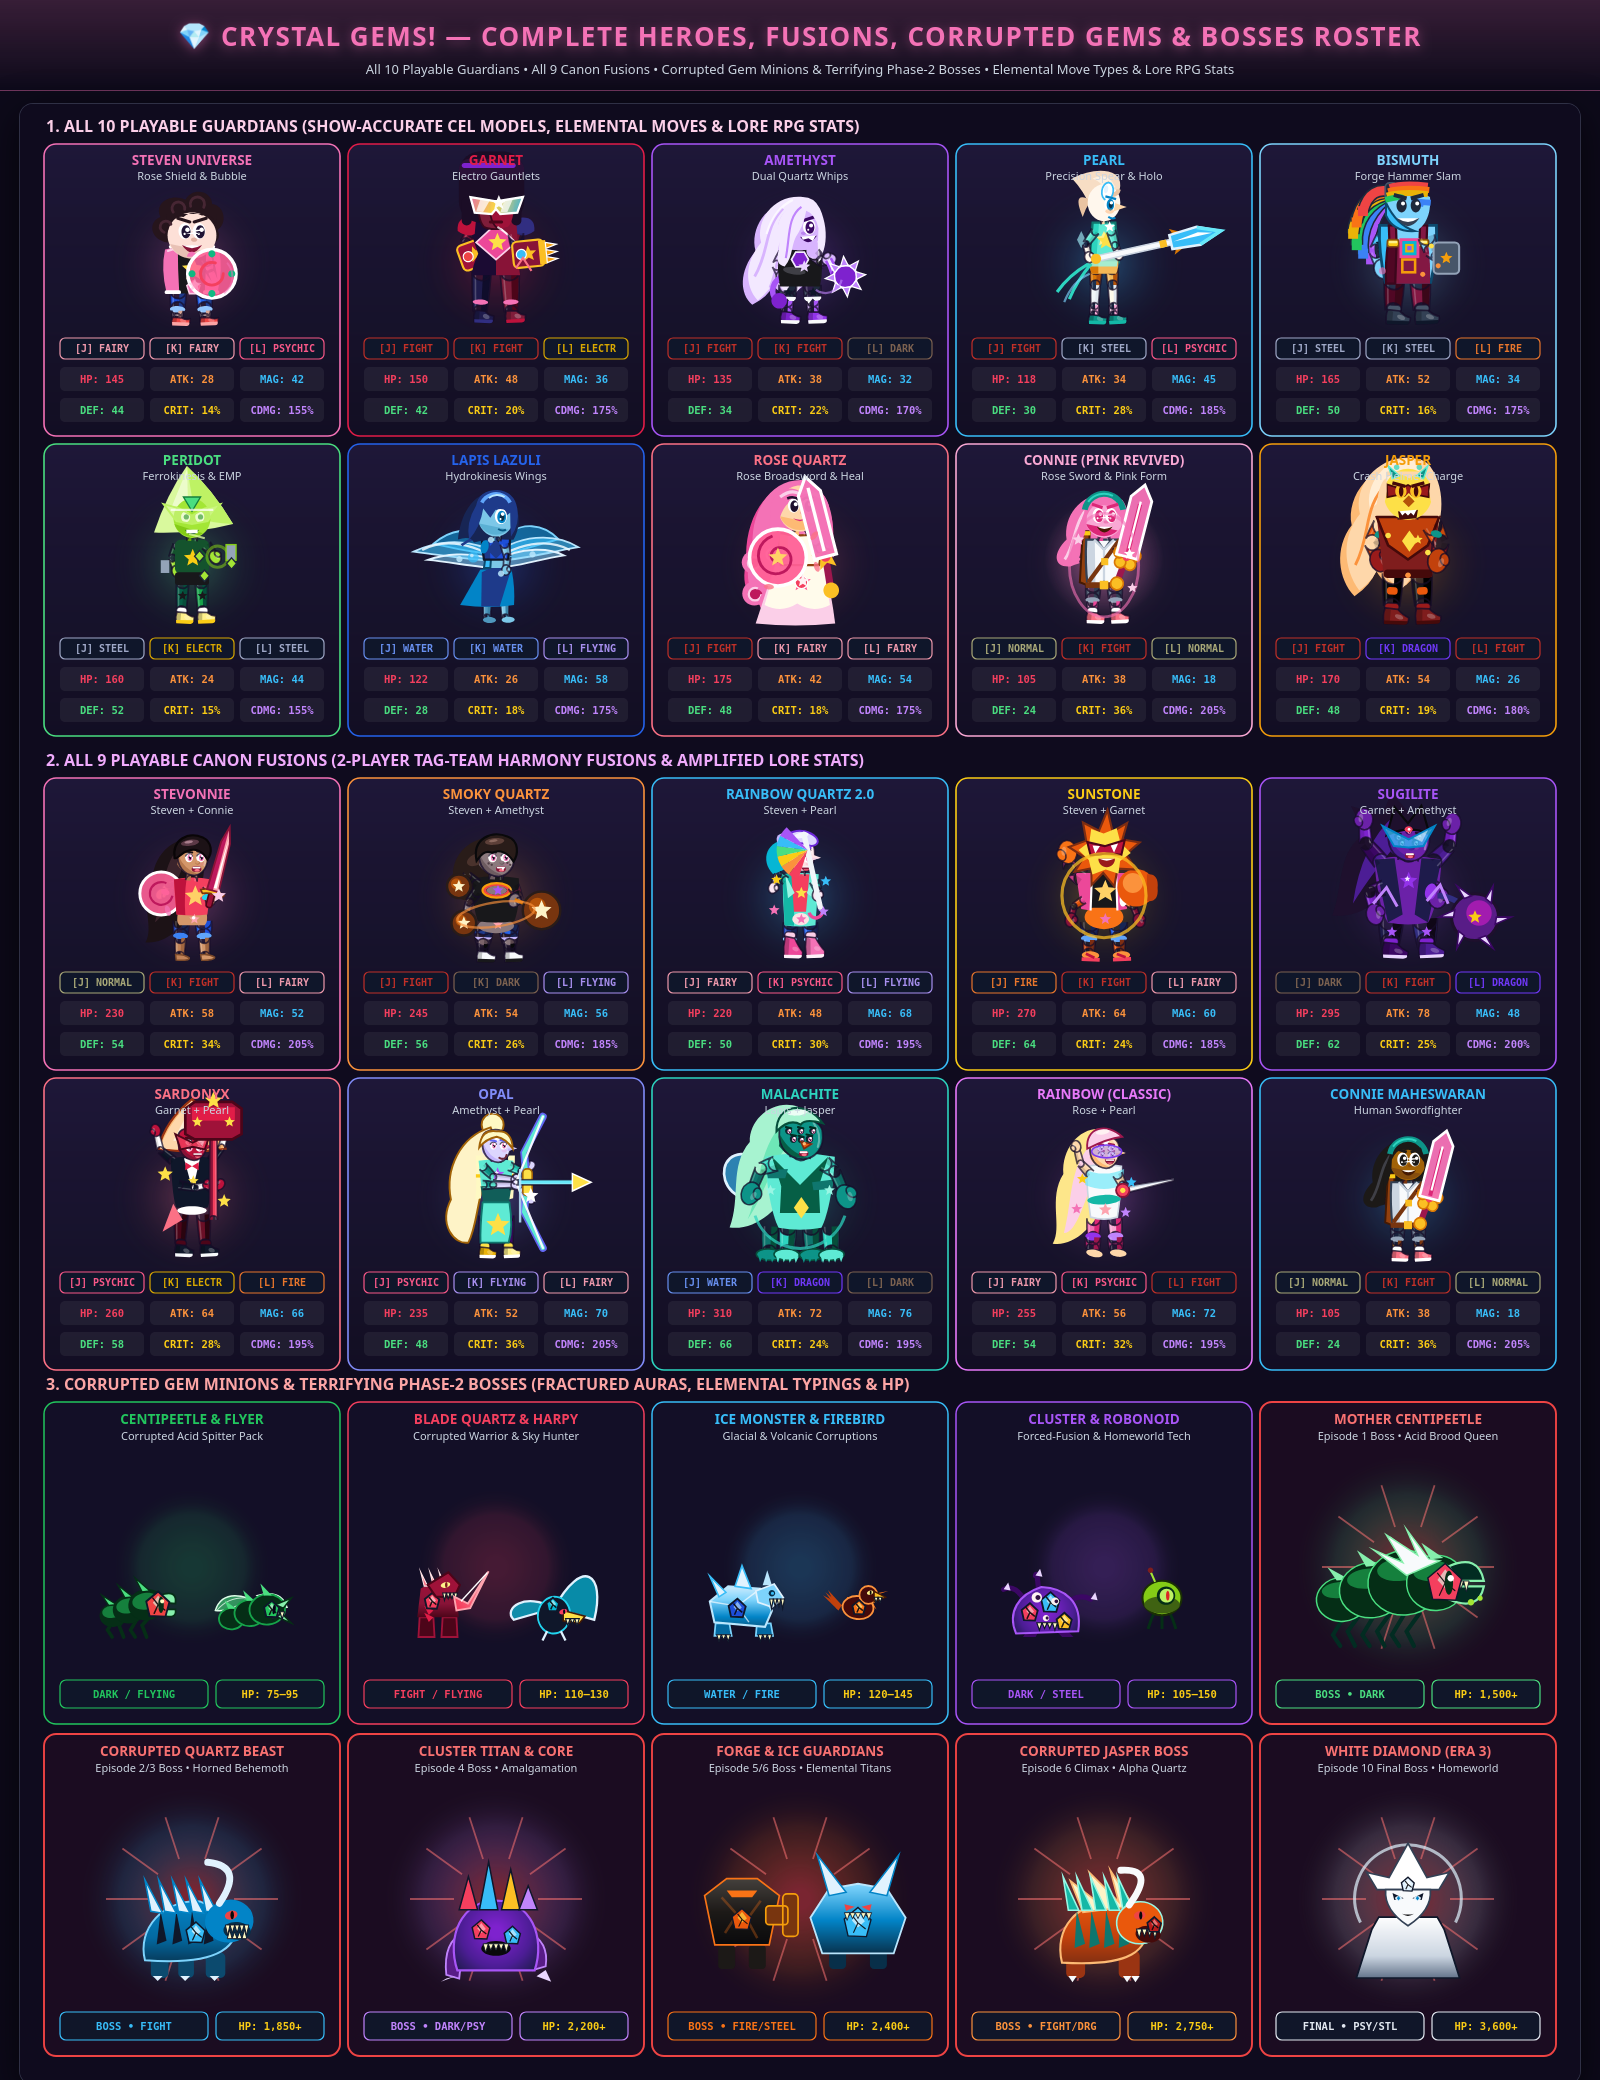 💎 CRYSTAL GEMS! — COMPLETE HEROES, FUSIONS, CORRUPTED GEMS & BOSSES ROSTER
All 10 Playable Guardians • All 9 Canon Fusions • Corrupted Gem Minions & Terrifying Phase-2 Bosses • Elemental Move Types & Lore RPG Stats
1. ALL 10 PLAYABLE GUARDIANS (SHOW-ACCURATE CEL MODELS, ELEMENTAL MOVES & LORE RPG STATS)
STEVEN UNIVERSE
Rose Shield & Bubble
[J] FAIRY [K] FAIRY [L] PSYCHIC
HP: 145 ATK: 28 MAG: 42
DEF: 44 CRIT: 14% CDMG: 155%
GARNET
Electro Gauntlets
[J] FIGHT [K] FIGHT [L] ELECTR
HP: 150 ATK: 48 MAG: 36
DEF: 42 CRIT: 20% CDMG: 175%
AMETHYST
Dual Quartz Whips
[J] FIGHT [K] FIGHT [L] DARK
HP: 135 ATK: 38 MAG: 32
DEF: 34 CRIT: 22% CDMG: 170%
PEARL
& Holo
[J] FIGHT [K] STEEL [L] PSYCHIC
HP: 118 ATK: 34 MAG: 45
DEF: 30 CRIT: 28% CDMG: 185%
BISMUTH
Forge Hammer Slam
[J] STEEL [K] STEEL [L] FIRE
HP: 165 ATK: 52 MAG: 34
DEF: 50 CRIT: 16% CDMG: 175%
PERIDOT
& EMP
[J] STEEL [K] ELECTR [L] STEEL
HP: 160 ATK: 24 MAG: 44
DEF: 52 CRIT: 15% CDMG: 155%
LAPIS LAZULI
Hydrokinesis Wings
[J] WATER [K] WATER [L] FLYING
HP: 122 ATK: 26 MAG: 58
DEF: 28 CRIT: 18% CDMG: 175%
ROSE QUARTZ
Rose Broadsword & Heal
[J] FIGHT [K] FAIRY [L] FAIRY
HP: 175 ATK: 42 MAG: 54
DEF: 48 CRIT: 18% CDMG: 175%
CONNIE (PINK REVIVED)
Rose Sword & Pink Form
[J] NORMAL [K] FIGHT [L] NORMAL
HP: 105 ATK: 38 MAG: 18
DEF: 24 CRIT: 36% CDMG: 205%
JASPER
[J] FIGHT [K] DRAGON [L] FIGHT
HP: 170 ATK: 54 MAG: 26
DEF: 48 CRIT: 19% CDMG: 180%
2. ALL 9 PLAYABLE CANON FUSIONS (2-PLAYER TAG-TEAM HARMONY FUSIONS & AMPLIFIED LORE STATS)
STEVONNIE
Steven + Connie
[J] NORMAL [K] FIGHT [L] FAIRY
HP: 230 ATK: 58 MAG: 52
DEF: 54 CRIT: 34% CDMG: 205%
SMOKY QUARTZ
Steven + Amethyst
[J] FIGHT [K] DARK [L] FLYING
HP: 245 ATK: 54 MAG: 56
DEF: 56 CRIT: 26% CDMG: 185%
RAINBOW QUARTZ 2.0
Steven + Pearl
[J] FAIRY [K] PSYCHIC [L] FLYING
HP: 220 ATK: 48 MAG: 68
DEF: 50 CRIT: 30% CDMG: 195%
SUNSTONE
Steven + Garnet
[J] FIRE [K] FIGHT [L] FAIRY
HP: 270 ATK: 64 MAG: 60
DEF: 64 CRIT: 24% CDMG: 185%
SUGILITE
Garnet + Amethyst
[J] DARK [K] FIGHT [L] DRAGON
HP: 295 ATK: 78 MAG: 48
DEF: 62 CRIT: 25% CDMG: 200%
SARDONYX
Garnet + Pearl
[J] PSYCHIC [K] ELECTR [L] FIRE
HP: 260 ATK: 64 MAG: 66
DEF: 58 CRIT: 28% CDMG: 195%
OPAL
Amethyst + Pearl
[J] PSYCHIC [K] FLYING [L] FAIRY
HP: 235 ATK: 52 MAG: 70
DEF: 48 CRIT: 36% CDMG: 205%
MALACHITE
Jasper
[J] WATER [K] DRAGON [L] DARK
HP: 310 ATK: 72 MAG: 76
DEF: 66 CRIT: 24% CDMG: 195%
RAINBOW (CLASSIC)
Rose + Pearl
[J] FAIRY [K] PSYCHIC [L] FIGHT
HP: 255 ATK: 56 MAG: 72
DEF: 54 CRIT: 32% CDMG: 195%
CONNIE MAHESWARAN
Human Swordfighter
[J] NORMAL [K] FIGHT [L] NORMAL
HP: 105 ATK: 38 MAG: 18
DEF: 24 CRIT: 36% CDMG: 205%
3. CORRUPTED GEM MINIONS & TERRIFYING PHASE-2 BOSSES (FRACTURED AURAS, ELEMENTAL TYPINGS & HP)
CENTIPEETLE & FLYER
Corrupted Acid Spitter Pack
DARK / FLYING HP: 75–95
BLADE QUARTZ & HARPY
Corrupted Warrior & Sky Hunter
FIGHT / FLYING HP: 110–130
ICE MONSTER & FIREBIRD
Glacial & Volcanic Corruptions
WATER / FIRE HP: 120–145
CLUSTER & ROBONOID
Forced-Fusion & Homeworld Tech
DARK / STEEL HP: 105–150
MOTHER CENTIPEETLE
Episode 1 Boss • Acid Brood Queen
BOSS • DARK HP: 1,500+
CORRUPTED QUARTZ BEAST
Episode 2/3 Boss • Horned Behemoth
BOSS • FIGHT HP: 1,850+
CLUSTER TITAN & CORE
Episode 4 Boss • Amalgamation
BOSS • DARK/PSY HP: 2,200+
FORGE & ICE GUARDIANS
Episode 5/6 Boss • Elemental Titans
BOSS • FIRE/STEEL HP: 2,400+
CORRUPTED JASPER BOSS
Episode 6 Climax • Alpha Quartz
BOSS • FIGHT/DRG HP: 2,750+
WHITE DIAMOND (ERA 3)
Episode 10 Final Boss • Homeworld
FINAL • PSY/STL HP: 3,600+